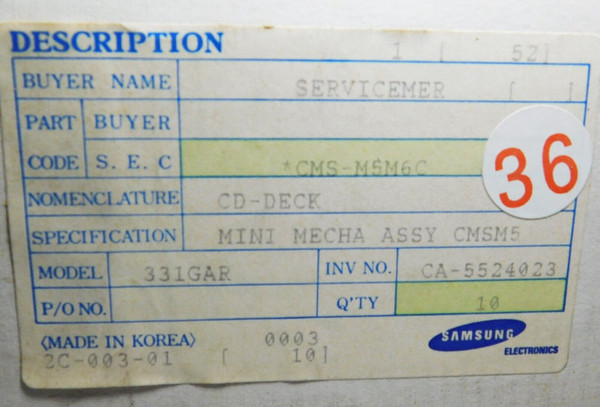 DESCRIPTION 1 [ 52]
BUYER NAME SERVICEMER [ ]
PART BUYER
CODE S. E. C *CMS-M5M6C
36
NOMENCLATURE CD-DECK
SPECIFICATION MINI MECHA ASSY CMSM5
MODEL 331GAR INV NO. CA-5524023
P/O NO. Q'TY 10
(MADE IN KOREA) 0003
2C-003-01 [ 10]
SAMSUNG
ELECTRONICS